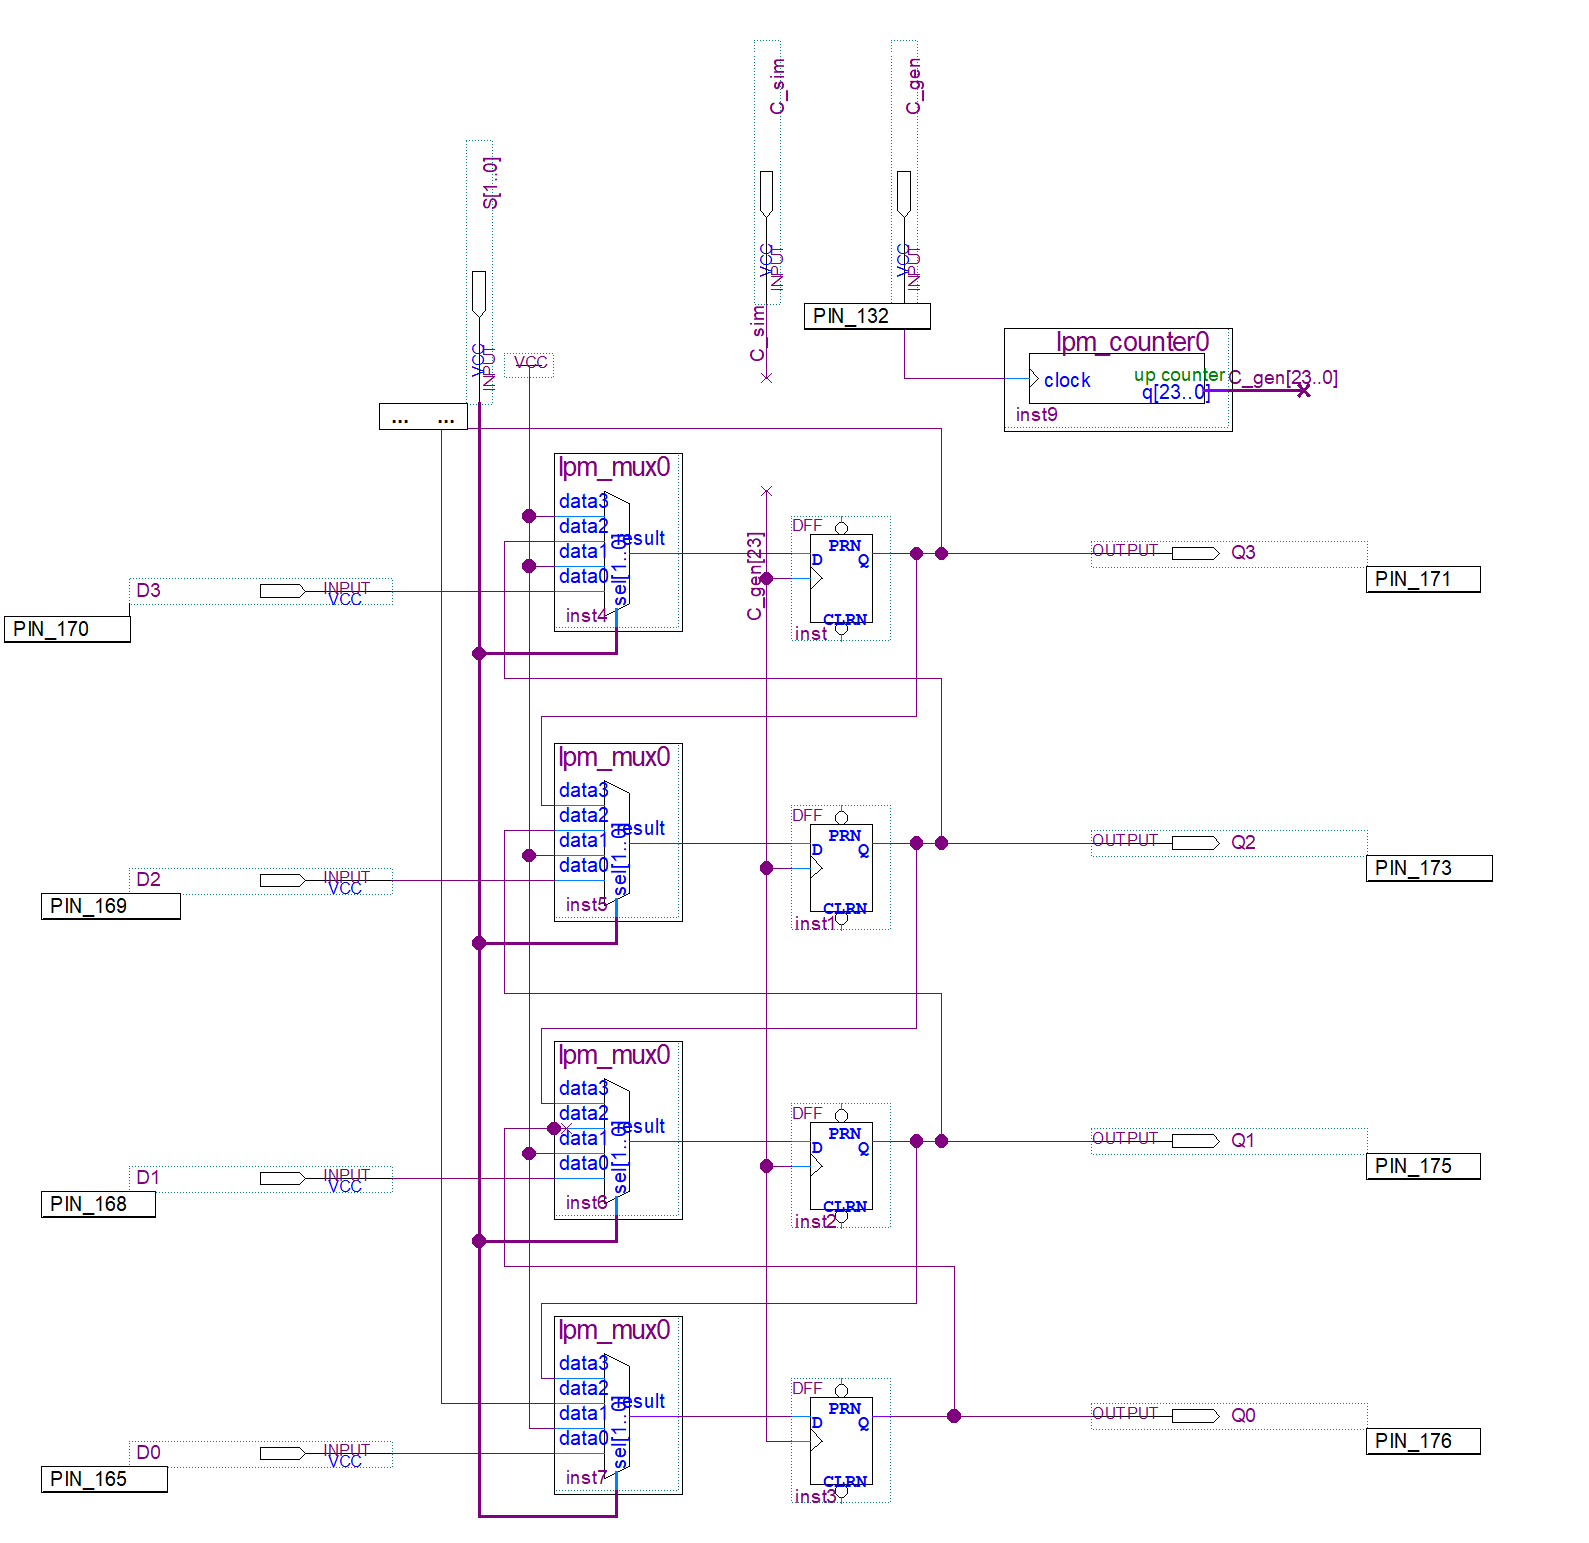 C_sim
C_gen
S[1..0]
VCC
INPUT
VCC
INPUT
VCC
INPUT
C_sim
PIN_132
VCC
lpm_counter0
clock
up counter
q[23..0]
inst9
C_gen[23..0]
... ...
lpm_mux0
data3
data2
data1
data0
result
sel[1..0]
inst4
C_gen[23]
DFF
PRN
D
Q
CLRN
inst
OUTPUT
Q3
PIN_171
D3
INPUT
VCC
PIN_170
lpm_mux0
data3
data2
data1
data0
result
sel[1..0]
inst5
DFF
PRN
D
Q
CLRN
inst1
OUTPUT
Q2
PIN_173
D2
INPUT
VCC
PIN_169
lpm_mux0
data3
data2
data1
data0
result
sel[1..0]
inst6
DFF
PRN
D
Q
CLRN
inst2
OUTPUT
Q1
PIN_175
D1
INPUT
VCC
PIN_168
lpm_mux0
data3
data2
data1
data0
result
sel[1..0]
inst7
DFF
PRN
D
Q
CLRN
inst3
OUTPUT
Q0
PIN_176
D0
INPUT
VCC
PIN_165